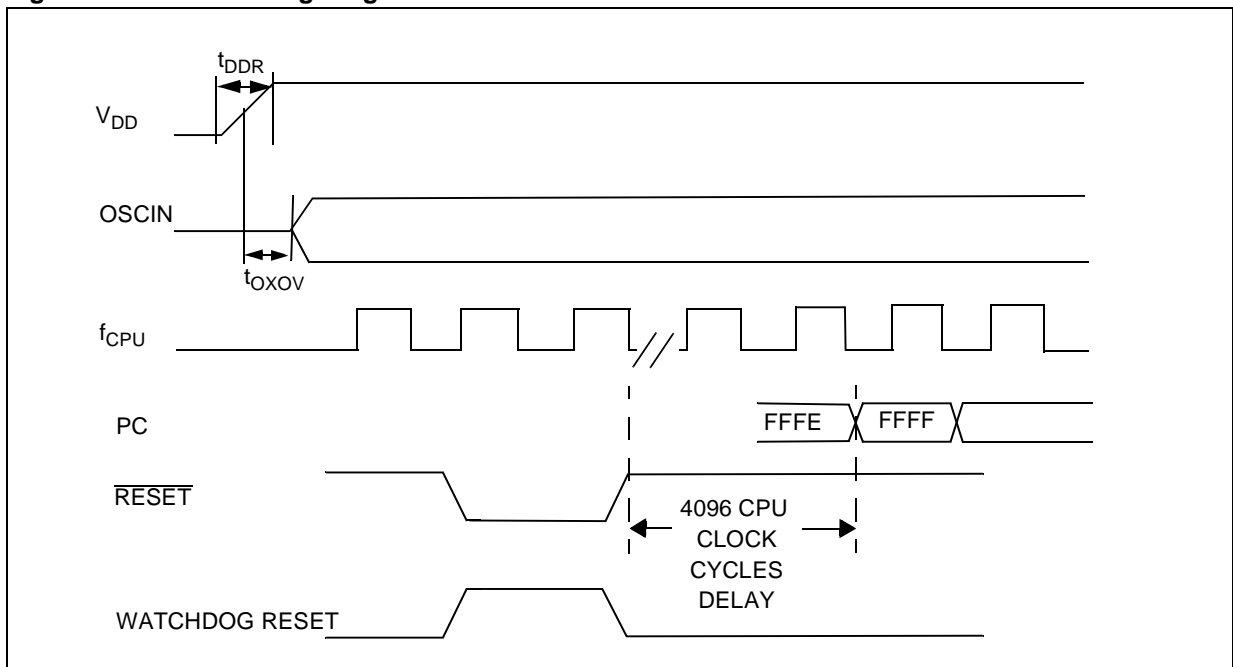 tDDR
VDD
OSCIN
tOXOV
fCPU
PC
FFFE
FFFF
RESET
4096 CPU
CLOCK
CYCLES
DELAY
WATCHDOG RESET